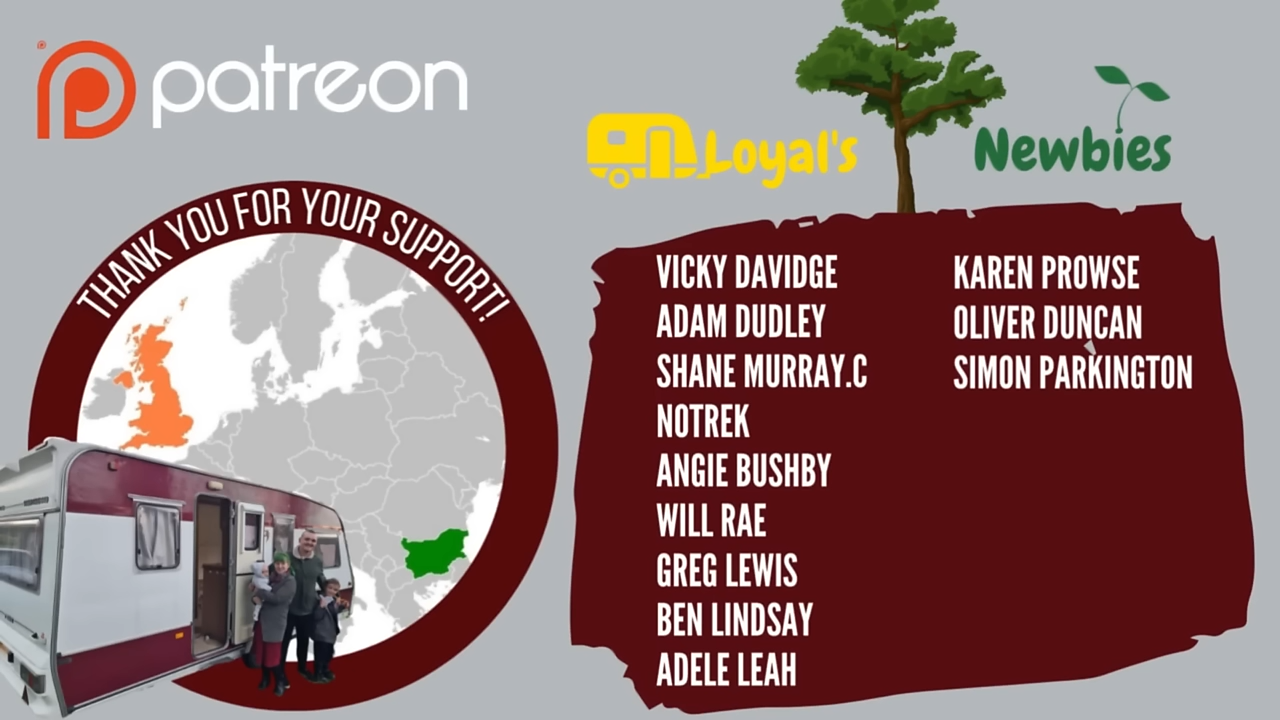 patreon
THANK YOU FOR YOUR SUPPORT!
Loyal's
Newbies
VICKY DAVIDGE
ADAM DUDLEY
SHANE MURRAY.C
NOTREK
ANGIE BUSHBY
WILL RAE
GREG LEWIS
BEN LINDSAY
ADELE LEAH
KAREN PROWSE
OLIVER DUNCAN
SIMON PARKINGTON